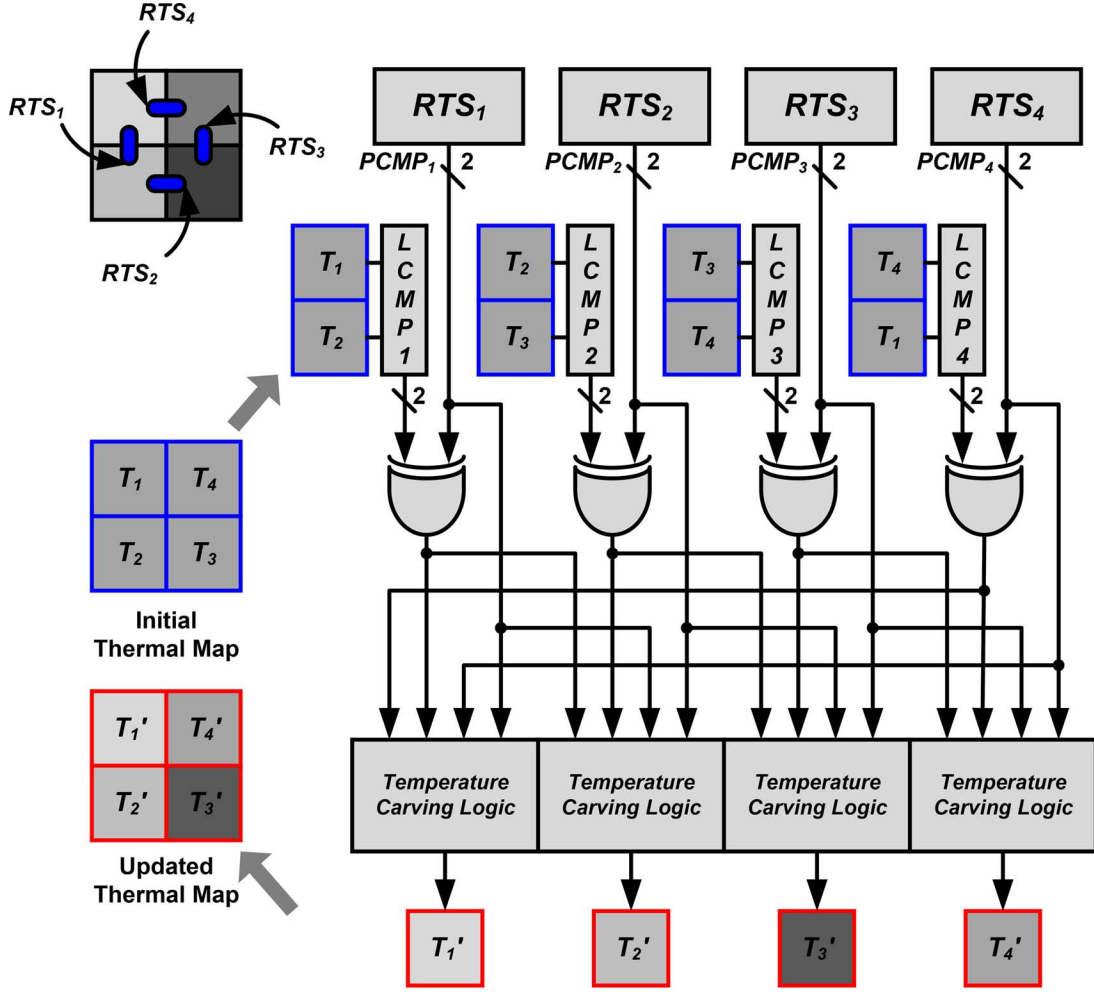 RTS4
RTS1
RTS3
RTS2
RTS1 RTS2 RTS3 RTS4
PCMP1 2 PCMP2 2 PCMP3 2 PCMP4 2
T1 T2 LCMP1
T2 T3 LCMP2
T3 T4 LCMP3
T4 T1 LCMP4
2 2 2 2
T1 T4
T2 T3
Initial
Thermal Map
T1' T4'
T2' T3'
Updated
Thermal Map
Temperature
Carving Logic
Temperature
Carving Logic
Temperature
Carving Logic
Temperature
Carving Logic
T1' T2' T3' T4'